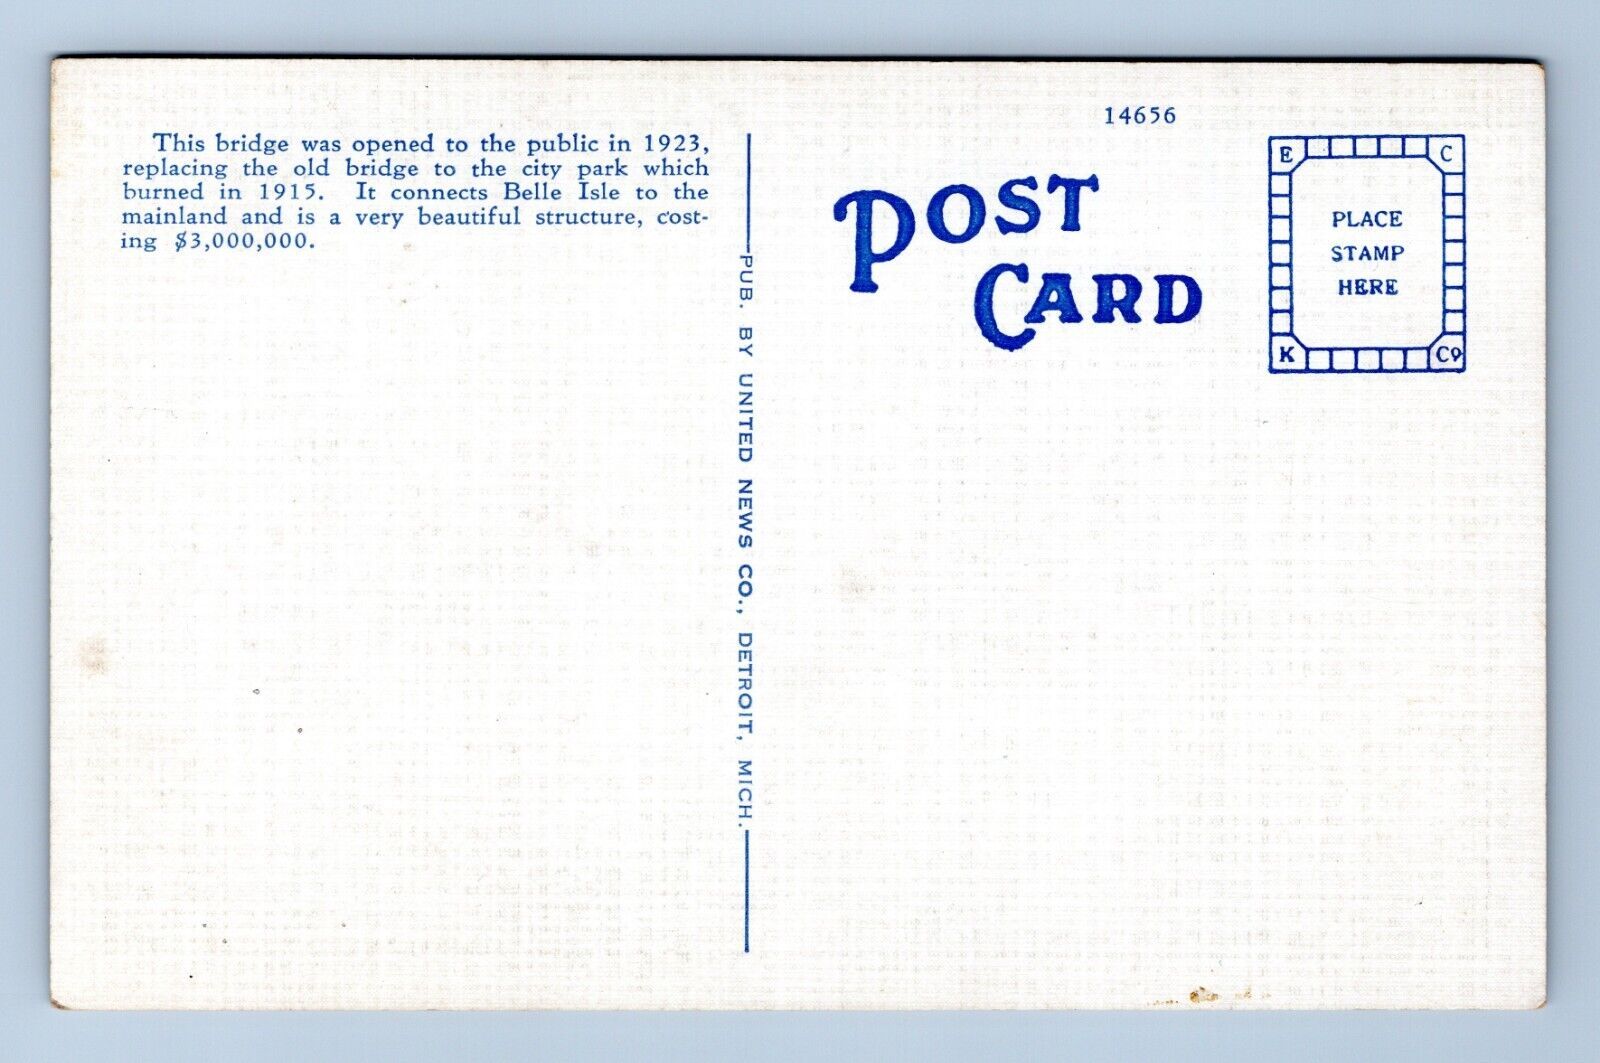 This bridge was opened to the public in 1923,
replacing the old bridge to the city park which
burned in 1915. It connects Belle Isle to the
mainland and is a very beautiful structure, cost-
ing $3,000,000.
PUB. BY UNITED NEWS CO., DETROIT, MICH.
14656
POST
CARD
E C
PLACE
STAMP
HERE
K Co